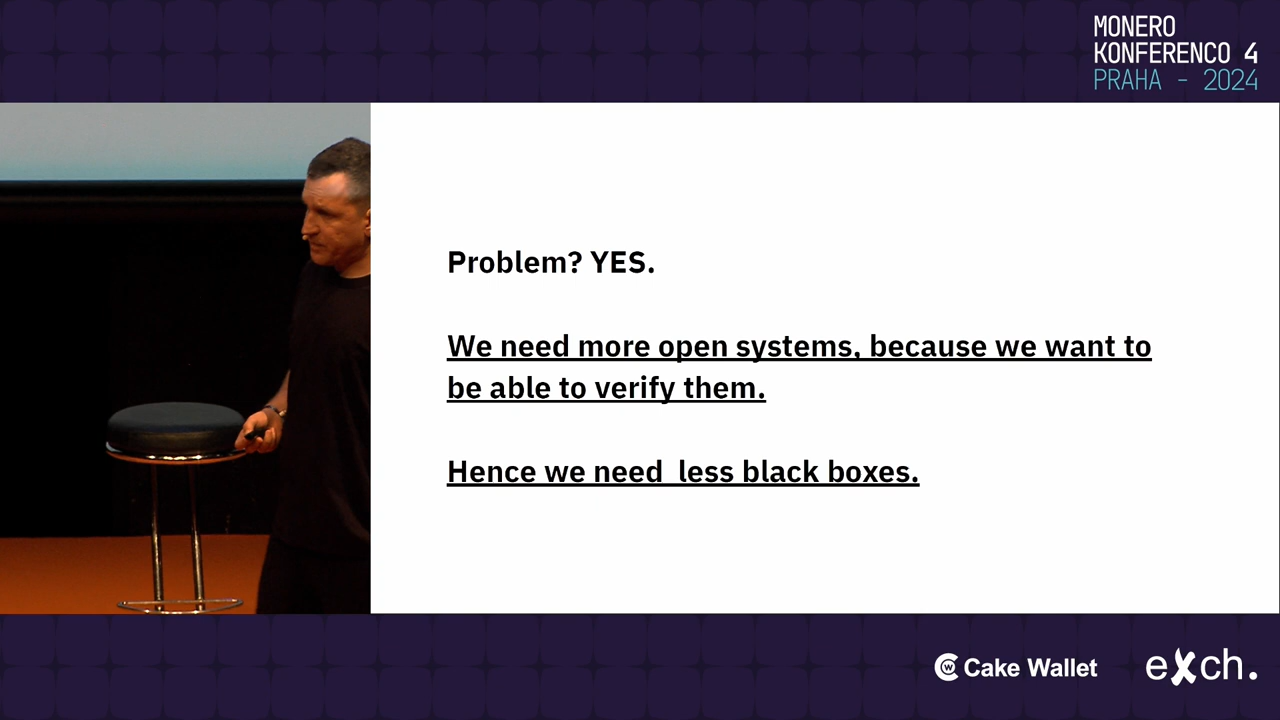 MONERO
KONFERENCO 4
PRAHA - 2024
Problem? YES.
We need more open systems, because we want to
be able to verify them.
Hence we need  less black boxes.
Cake Wallet
eXch.